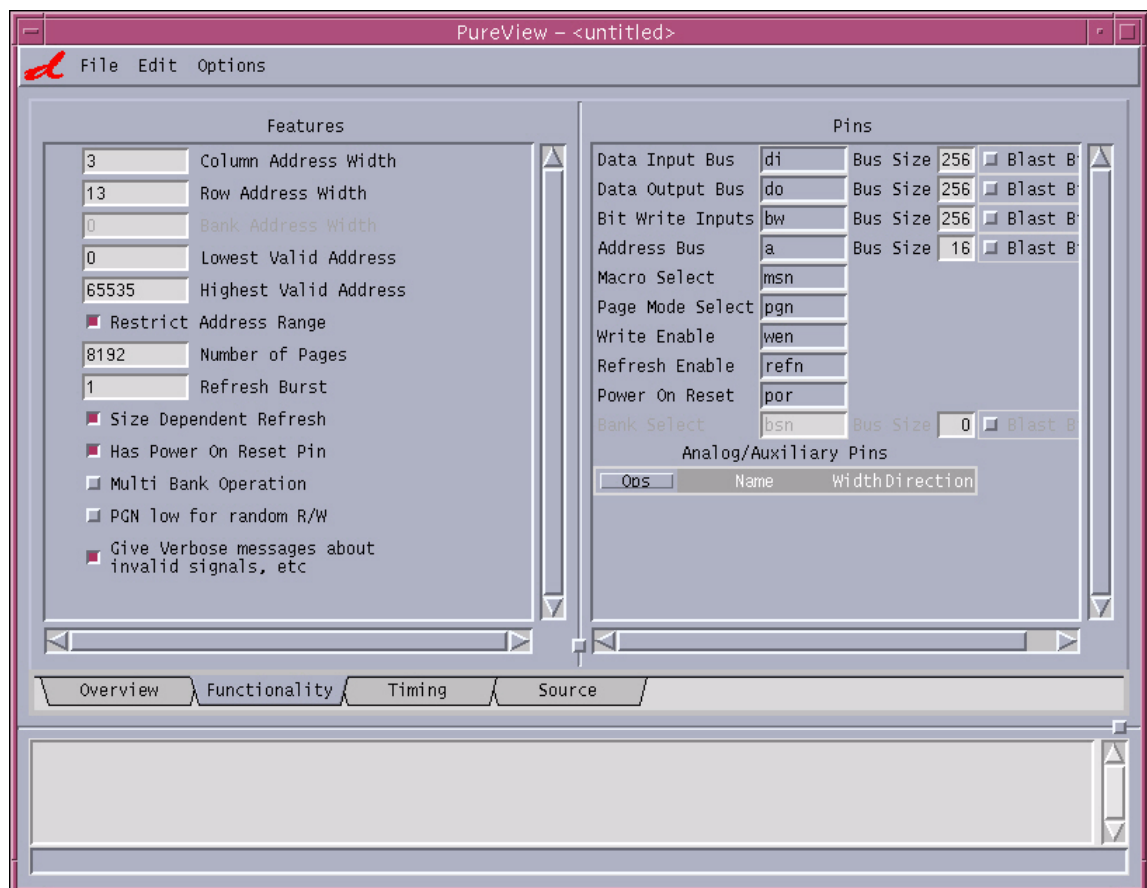 PureView – <untitled>
File Edit Options
Features
3 Column Address Width
13 Row Address Width
0 Bank Address Width
0 Lowest Valid Address
65535 Highest Valid Address
Restrict Address Range
8192 Number of Pages
1 Refresh Burst
Size Dependent Refresh
Has Power On Reset Pin
Multi Bank Operation
PGN low for random R/W
Give Verbose messages about
invalid signals, etc
Pins
Data Input Bus di Bus Size 256 Blast B
Data Output Bus do Bus Size 256 Blast B
Bit Write Inputs bw Bus Size 256 Blast B
Address Bus a Bus Size 16 Blast B
Macro Select msn
Page Mode Select pgn
Write Enable wen
Refresh Enable refn
Power On Reset por
Bank Select bsn Bus Size 0 Blast B
Analog/Auxiliary Pins
Ops Name Width Direction
Overview Functionality Timing Source